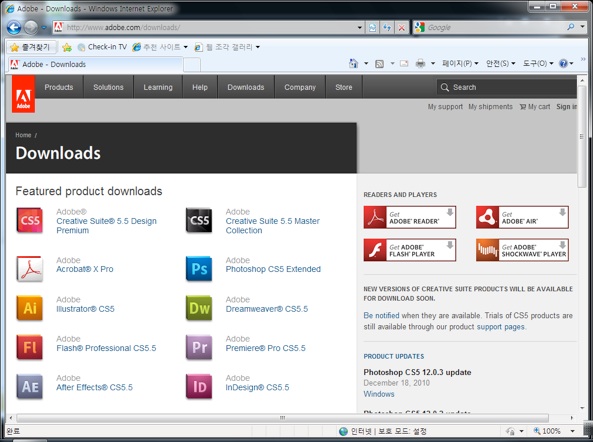 Adobe - Downloads - Windows Internet Explorer
http://www.adobe.com/downloads/
Google
즐겨찾기
Check-in TV
추천 사이트
웹 조각 갤러리
Adobe - Downloads
페이지(P)
안전(S)
도구(O)
Adobe
Products
Solutions
Learning
Help
Downloads
Company
Store
Search
My support
My shipments
My cart
Sign in
Home /
Downloads
Featured product downloads
CS5
Adobe®
Creative Suite® 5.5 Design
Premium
CS5
Adobe
Creative Suite 5.5 Master
Collection
Adobe
Acrobat® X Pro
Ps
Adobe
Photoshop CS5 Extended
Ai
Adobe
Illustrator® CS5
Dw
Adobe
Dreamweaver® CS5.5
Fl
Adobe
Flash® Professional CS5.5
Pr
Adobe
Premiere® Pro CS5.5
AE
Adobe
After Effects® CS5.5
ID
Adobe
InDesign® CS5.5
READERS AND PLAYERS
Get
ADOBE® READER®
Get
ADOBE® AIR®
Get ADOBE®
FLASH® PLAYER
Get ADOBE®
SHOCKWAVE® PLAYER
NEW VERSIONS OF CREATIVE SUITE PRODUCTS WILL BE AVAILABLE
FOR DOWNLOAD SOON.
Be notified when they are available. Trials of CS5 products are
still available through our product support pages.
PRODUCT UPDATES
Photoshop CS5 12.0.3 update
December 18, 2010
Windows
완료
인터넷 | 보호 모드: 설정
100%